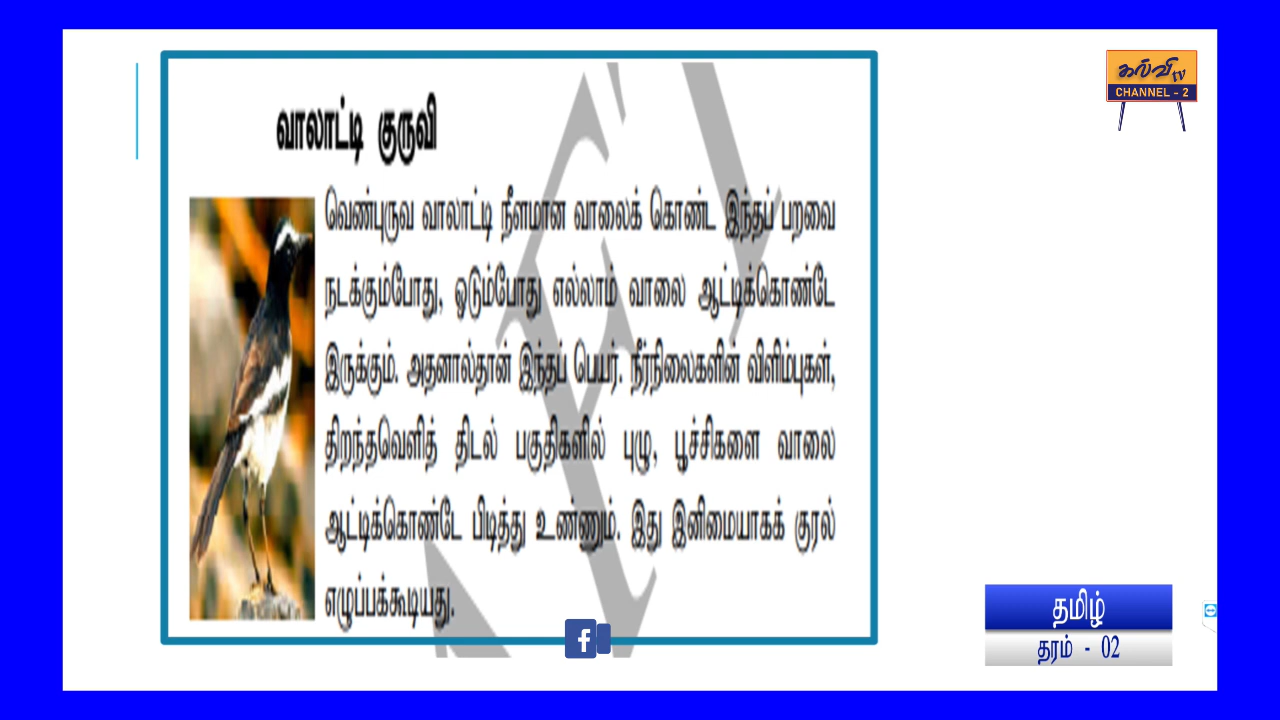 கல்வி tv
CHANNEL - 2
வாலாட்டி குருவி
வெண்புருவ வாலாட்டி நீளமான வாலைக் கொண்ட இந்தப் பறவை
நடக்கும்போது, ஓடும்போது எல்லாம் வாலை ஆட்டிக்கொண்டே
இருக்கும். அதனால்தான் இந்தப் பெயர். நீர்நிலைகளின் விளிம்புகள்,
திறந்தவெளித் திடல் பகுதிகளில் புழு, பூச்சிகளை வாலை
ஆட்டிக்கொண்டே பிடித்து உண்ணும். இது இனிமையாகக் குரல்
எழுப்பக்கூடியது.
f
தமிழ்
தரம் - 02